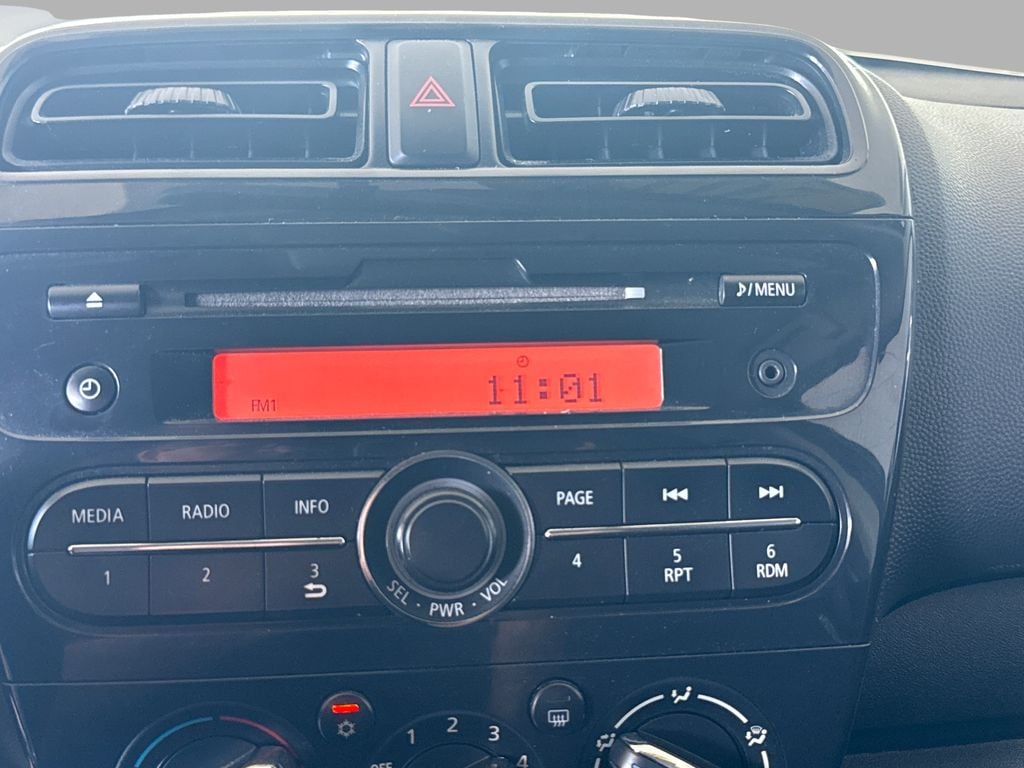 ♪/MENU
11:01
FM1
MEDIA
RADIO
INFO
PAGE
1
2
3
4
5
RPT
6
RDM
SEL · PWR · VOL
OFF
1
2
3
4